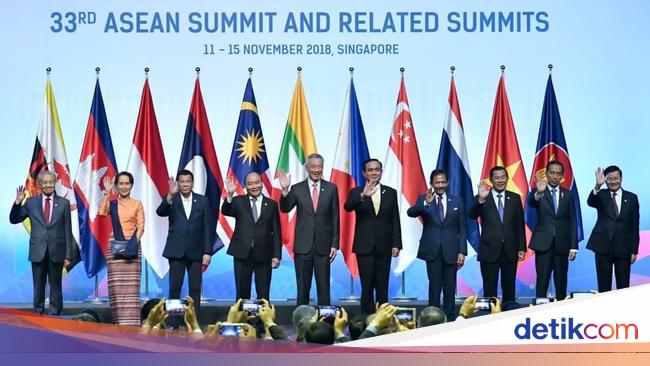 33RD ASEAN SUMMIT AND RELATED SUMMITS
11 - 15 NOVEMBER 2018, SINGAPORE
detikcom